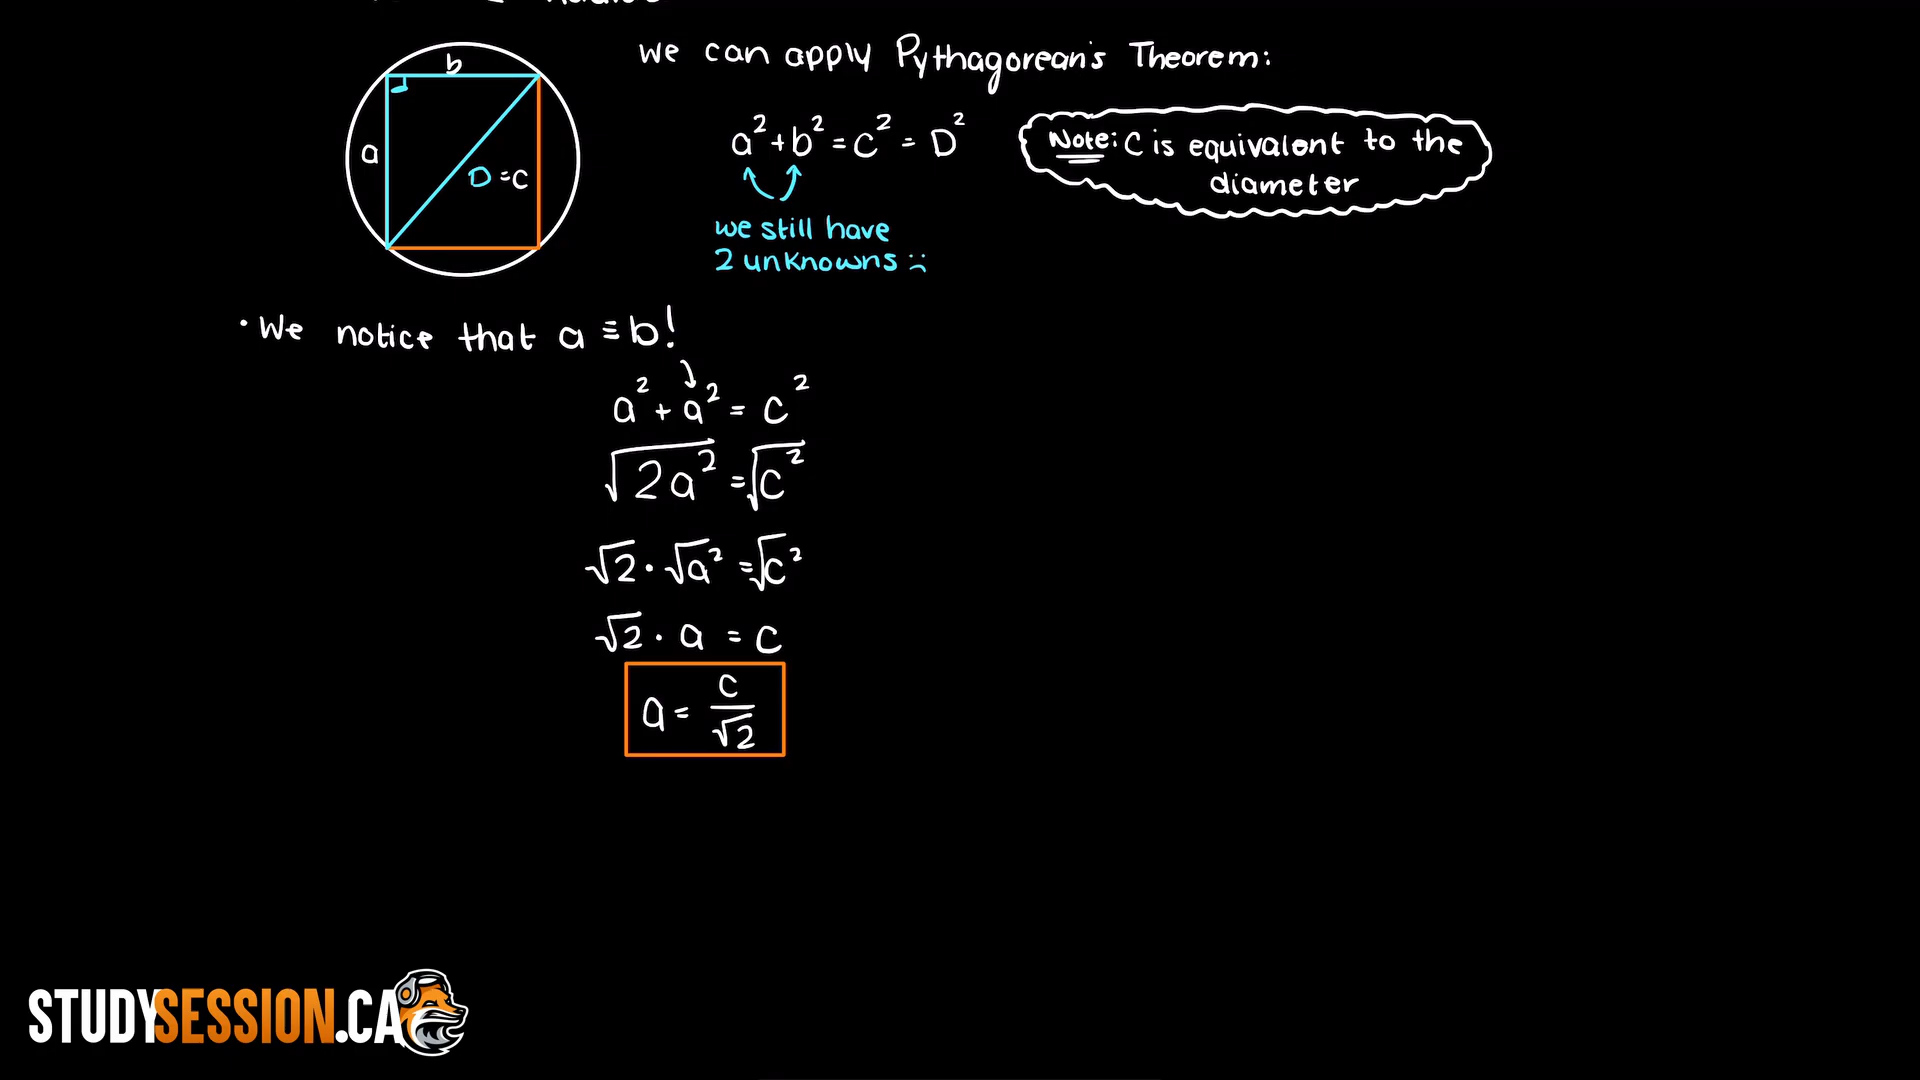 b
we can apply Pythagorean's Theorem:
a² + b² = c² = D²
Note: C is equivalent to the
diameter
a
D = c
we still have
2 unknowns :(
• We notice that a ≡ b!
a² + a² = c²
√2a² = √c²
√2 · √a² = √c²
√2 · a = c
a = c/√2
STUDYSESSION.CA